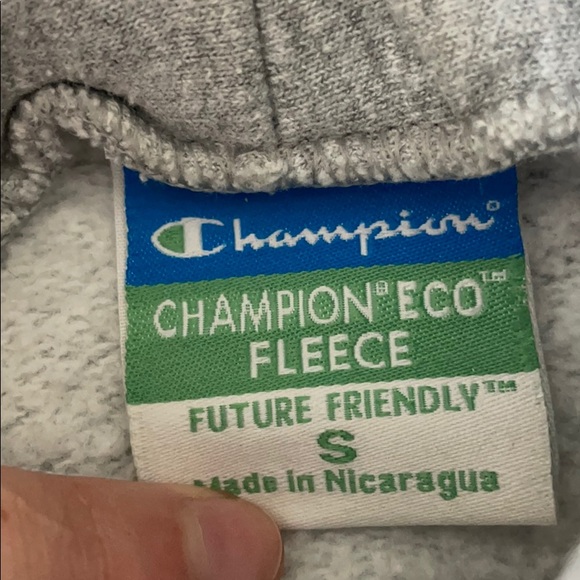 Champion®
CHAMPION® ECO™
FLEECE
FUTURE FRIENDLY™
S
Made in Nicaragua